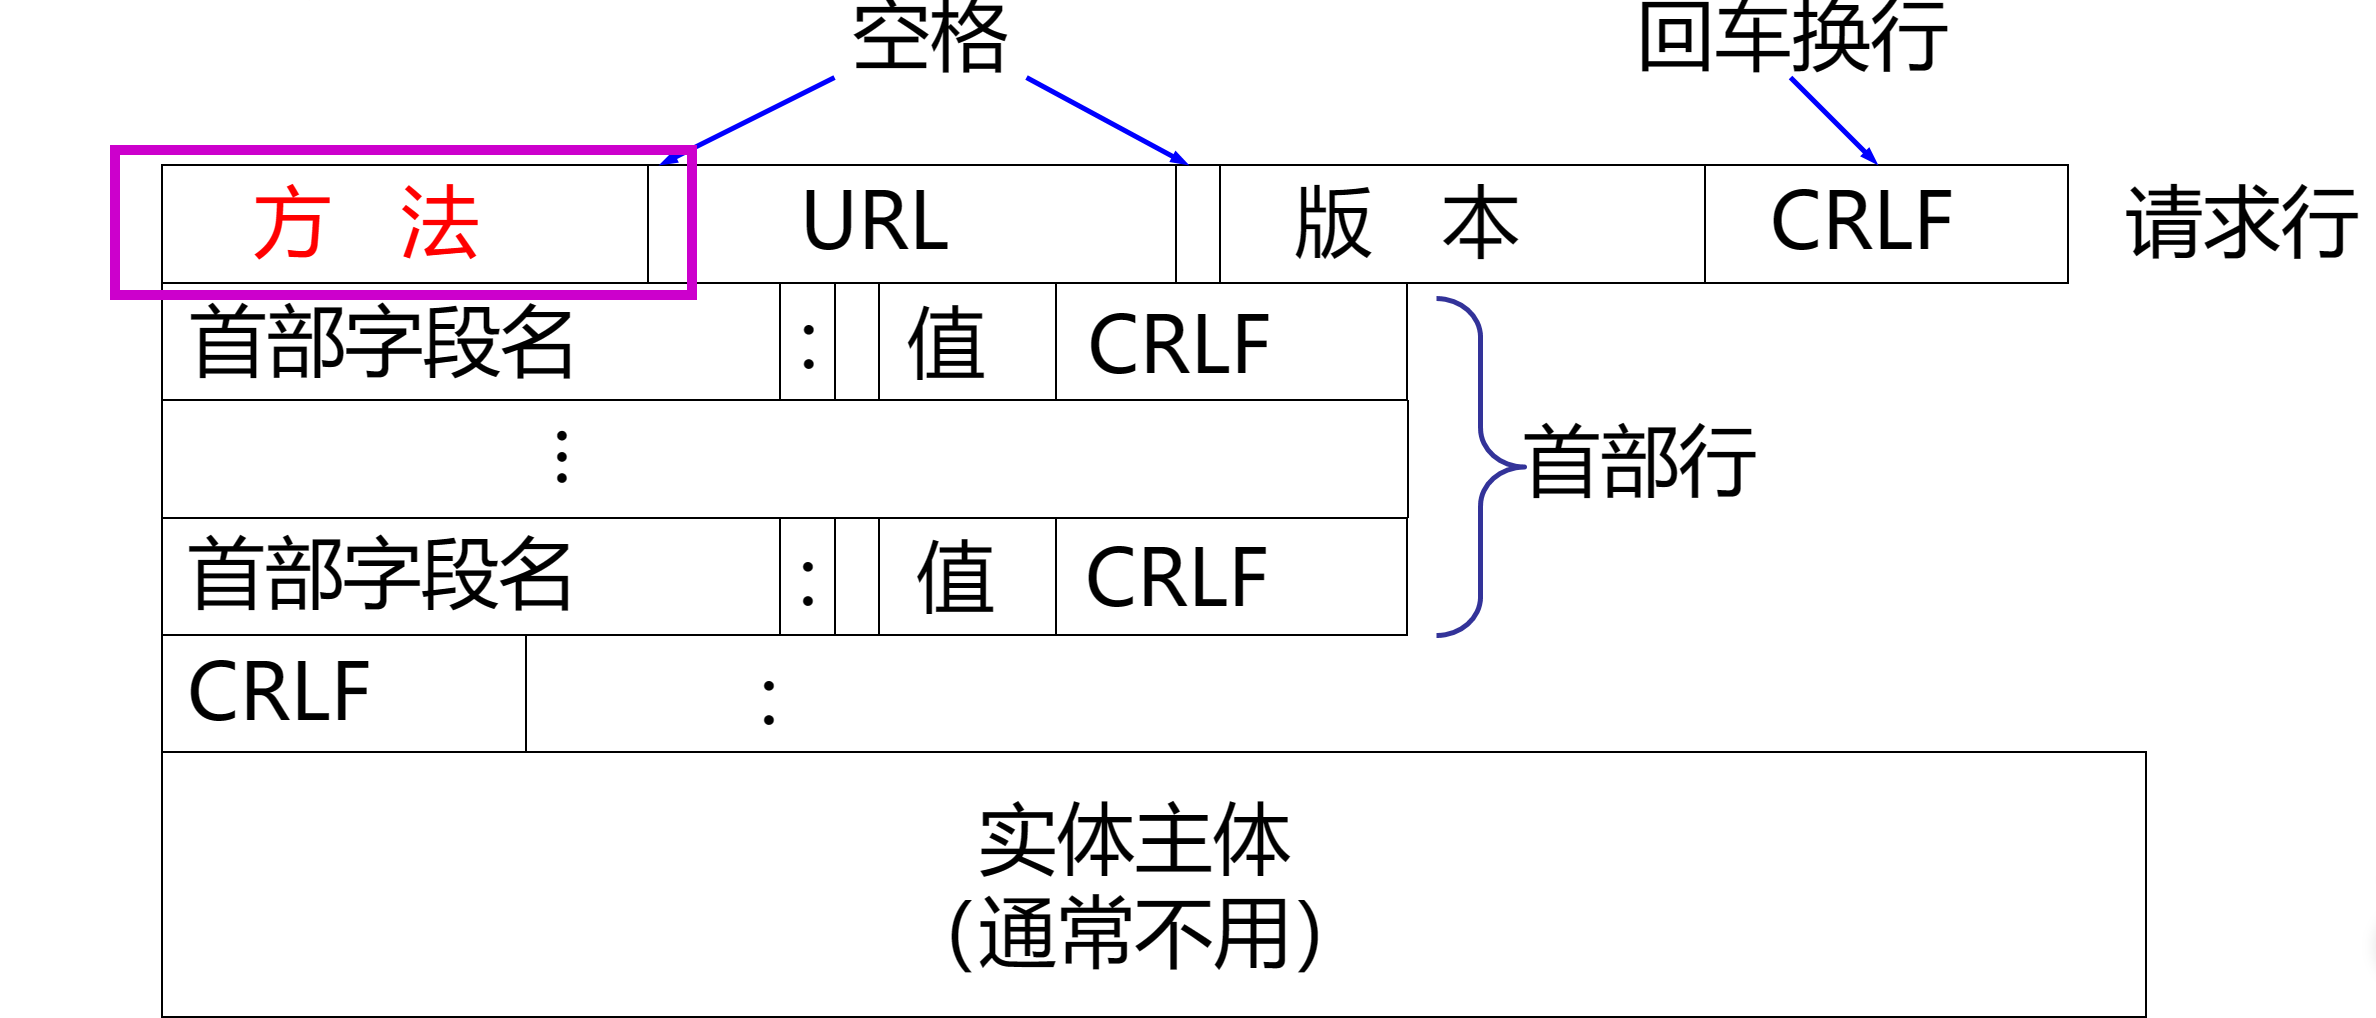 空格 回车换行
方 法 URL 版 本 CRLF 请求行
首部字段名 : 值 CRLF
⋮
首部行
首部字段名 : 值 CRLF
CRLF :
实体主体
(通常不用)